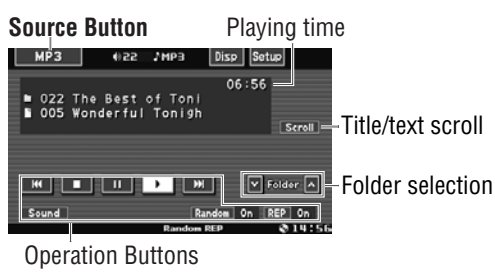 Source Button Playing time
MP3 22 MP3 Disp Setup
06:56
022 The Best of Toni
005 Wonderful Tonigh
Scroll Title/text scroll
Folder Folder selection
Sound Random On REP On
Random REP 14:56
Operation Buttons